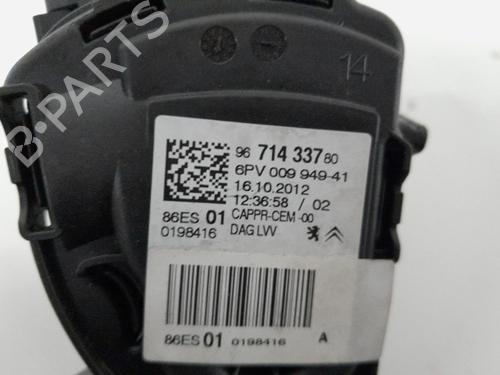 B-PARTS
14
96 714 337 80
6PV 009 949-41
16.10.2012
12:36:58 / 02
86ES 01 CAPPR-CEM -00
0198416 DAG LVV
86ES 01 0198416 A